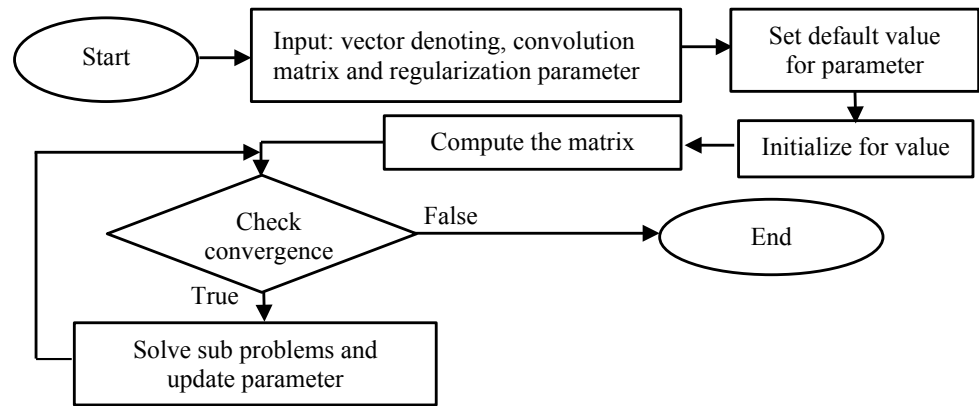 Start
Input: vector denoting, convolution
matrix and regularization parameter
Set default value
for parameter
Initialize for value
Compute the matrix
Check
convergence
False
End
True
Solve sub problems and
update parameter